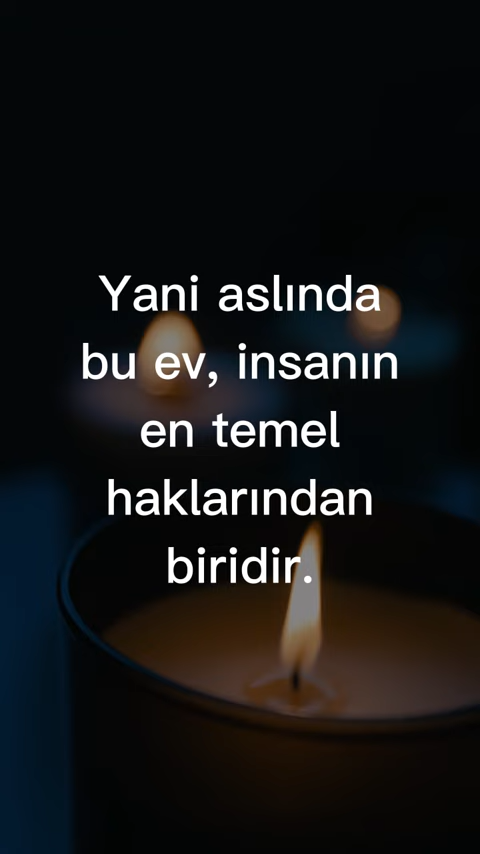 Yani aslında
bu ev, insanın
en temel
haklarından
biridir.